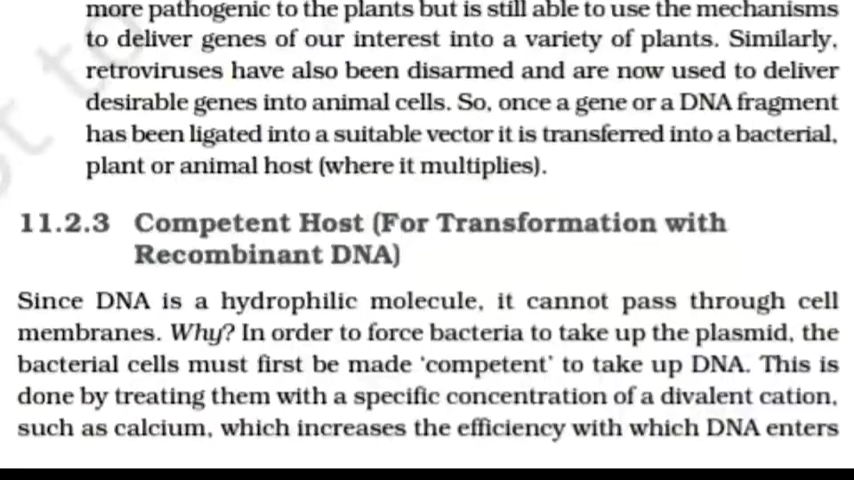 more pathogenic to the plants but is still able to use the mechanisms
to deliver genes of our interest into a variety of plants. Similarly,
retroviruses have also been disarmed and are now used to deliver
desirable genes into animal cells. So, once a gene or a DNA fragment
has been ligated into a suitable vector it is transferred into a bacterial,
plant or animal host (where it multiplies).
11.2.3 Competent Host (For Transformation with
Recombinant DNA)
Since DNA is a hydrophilic molecule, it cannot pass through cell
membranes. Why? In order to force bacteria to take up the plasmid, the
bacterial cells must first be made 'competent' to take up DNA. This is
done by treating them with a specific concentration of a divalent cation,
such as calcium, which increases the efficiency with which DNA enters